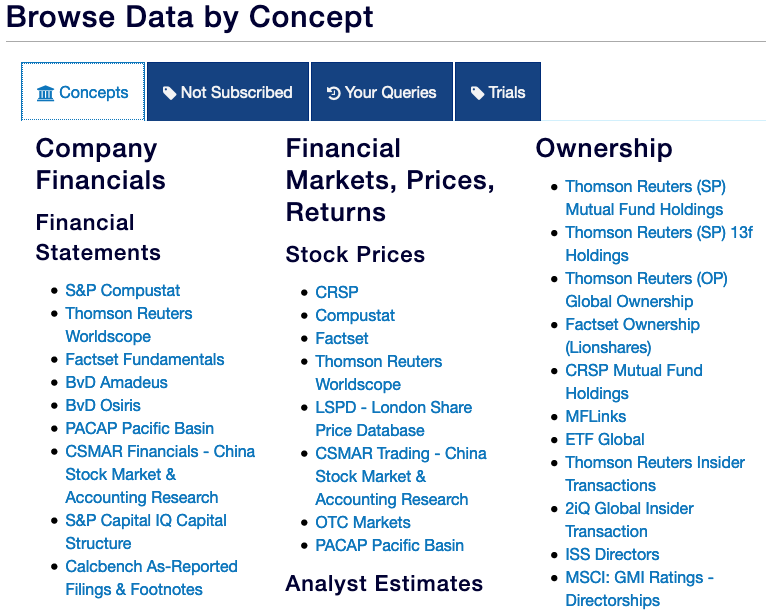 Browse Data by Concept
Concepts
Not Subscribed
Your Queries
Trials
Company
Financials
Financial
Statements
S&P Compustat
Thomson Reuters
Worldscope
Factset Fundamentals
BvD Amadeus
BvD Osiris
PACAP Pacific Basin
CSMAR Financials - China
Stock Market &
Accounting Research
S&P Capital IQ Capital
Structure
Calcbench As-Reported
Filings & Footnotes
Financial
Markets, Prices,
Returns
Stock Prices
CRSP
Compustat
Factset
Thomson Reuters
Worldscope
LSPD - London Share
Price Database
CSMAR Trading - China
Stock Market &
Accounting Research
OTC Markets
PACAP Pacific Basin
Analyst Estimates
Ownership
Thomson Reuters (SP)
Mutual Fund Holdings
Thomson Reuters (SP) 13f
Holdings
Thomson Reuters (OP)
Global Ownership
Factset Ownership
(Lionshares)
CRSP Mutual Fund
Holdings
MFLinks
ETF Global
Thomson Reuters Insider
Transactions
2iQ Global Insider
Transaction
ISS Directors
MSCI: GMI Ratings -
Directorships